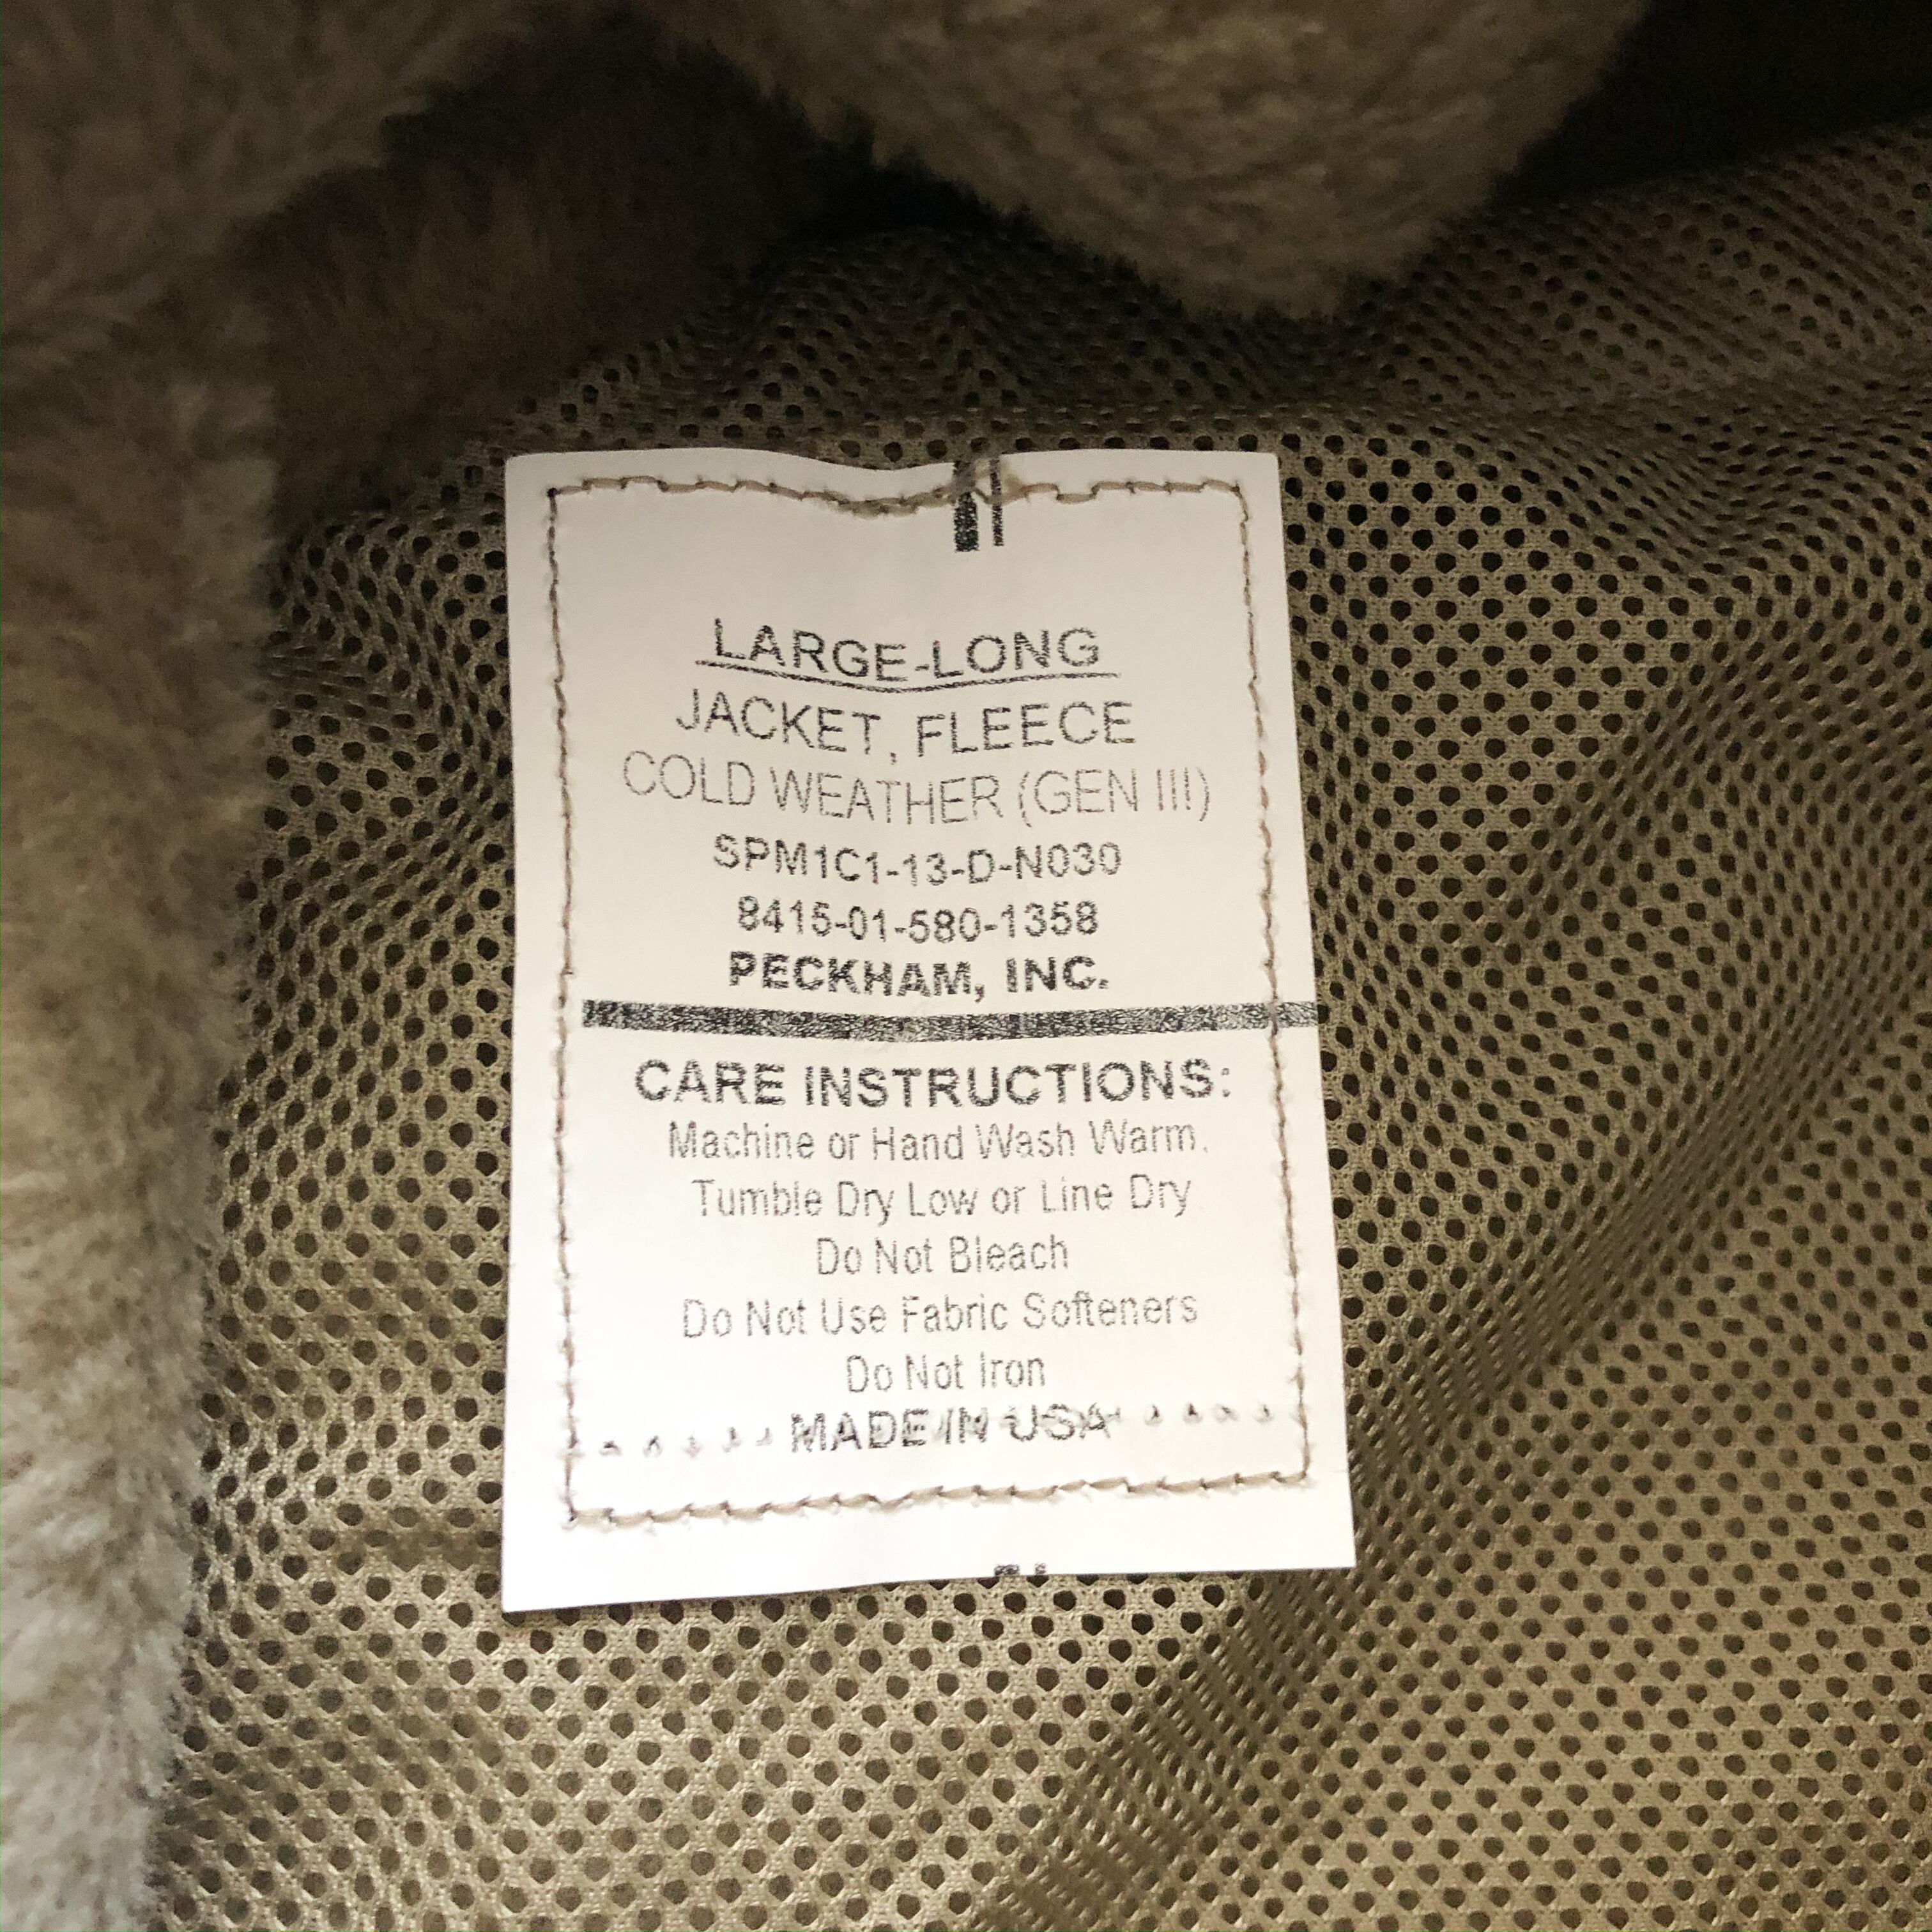 LARGE-LONG
JACKET, FLEECE
COLD WEATHER (GEN III)
SPM1C1-13-D-N030
8415-01-580-1358
PECKHAM, INC.
CARE INSTRUCTIONS:
Machine or Hand Wash Warm.
Tumble Dry Low or Line Dry
Do Not Bleach
Do Not Use Fabric Softeners
Do Not Iron
MADE IN USA